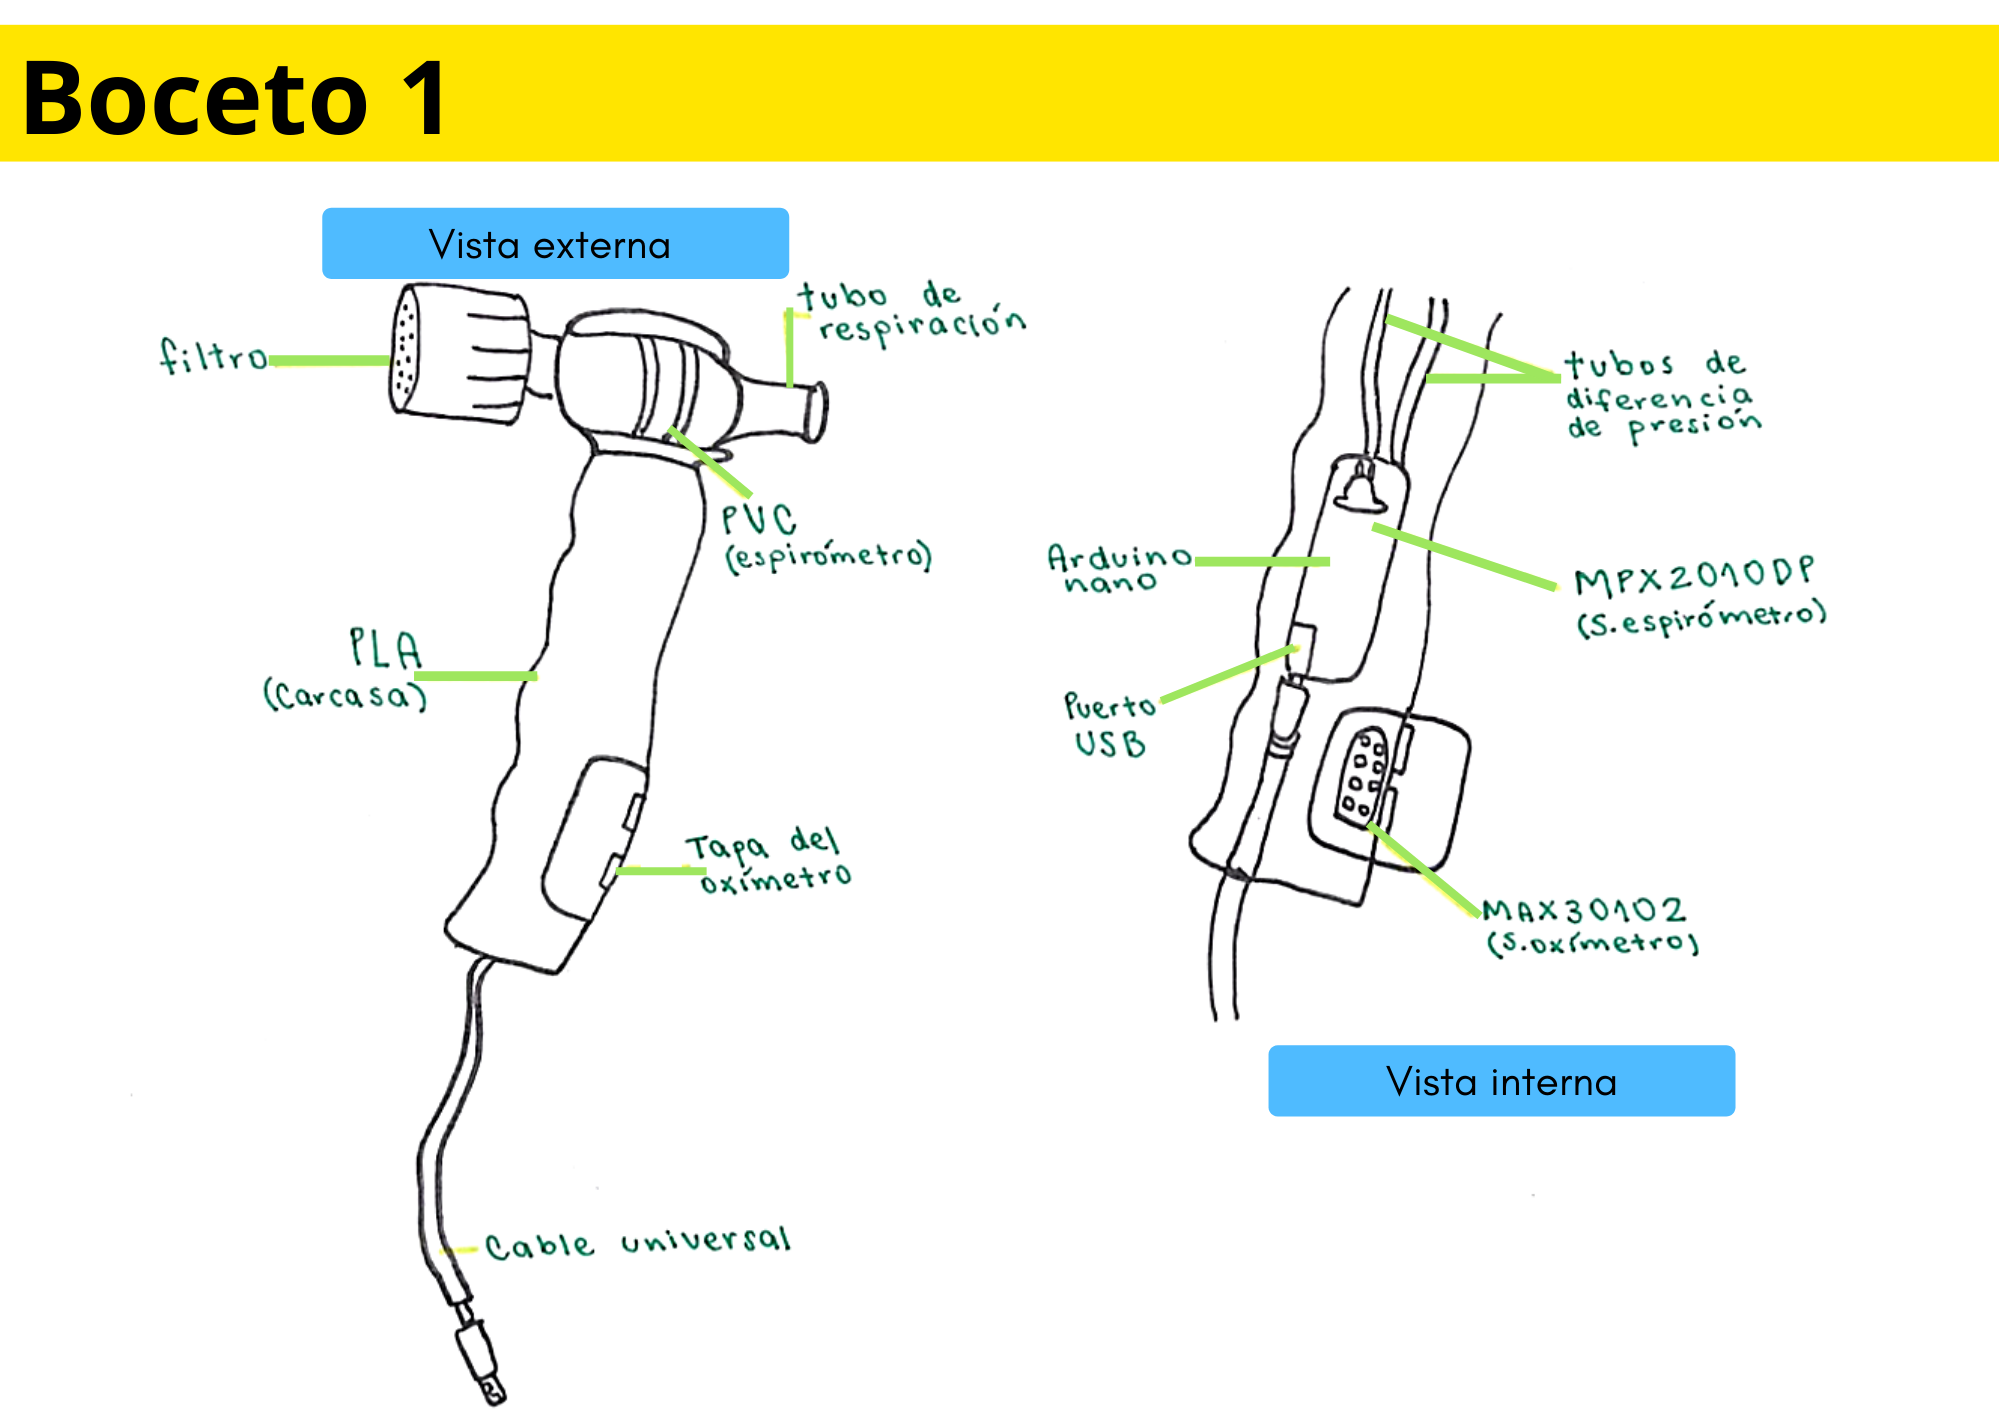 Boceto 1
Vista externa
filtro
tubo de
respiración
PVC
(espirómetro)
PLA
(Carcasa)
Tapa del
oxímetro
Cable universal
tubos de
diferencia
de presión
Arduino
nano
MPX2010DP
(S.espirómetro)
Puerto
USB
MAX30102
(S.oxímetro)
Vista interna